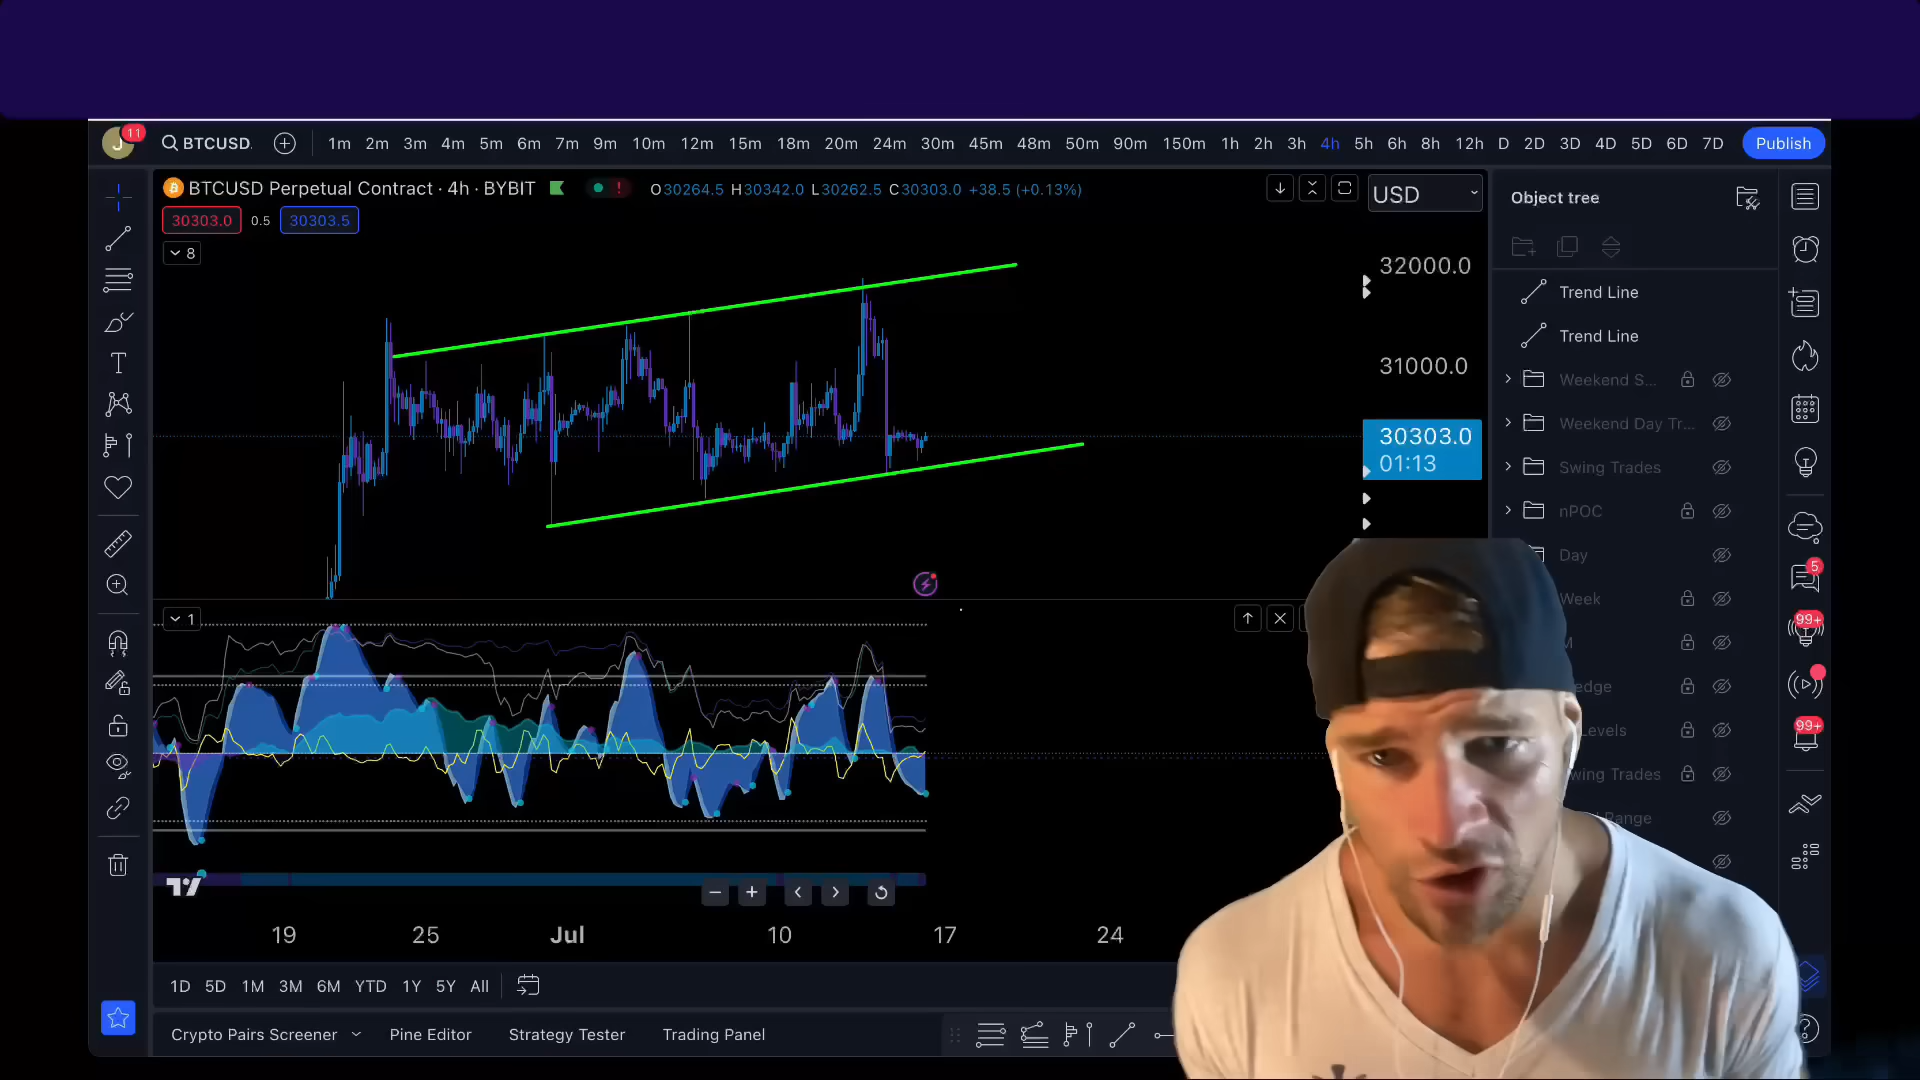 J 11 BTCUSD. 1m 2m 3m 4m 5m 6m 7m 9m 10m 12m 15m 18m 20m 24m 30m 45m 48m 50m 90m 150m 1h 2h 3h 4h 5h 6h 8h 12h D 2D 3D 4D 5D 6D 7D Publish
BTCUSD Perpetual Contract · 4h · BYBIT ! O30264.5 H30342.0 L30262.5 C30303.0 +38.5 (+0.13%) USD Object tree
30303.0 0.5 30303.5
8
32000.0
31000.0
30303.0
01:13
Trend Line
Trend Line
Weekend S...
Weekend Day Tr...
Swing Trades
nPOC
Day
Week
Levels
Swing Trades
Range
5
99+
99+
1
T
19 25 Jul 10 17 24
1D 5D 1M 3M 6M YTD 1Y 5Y All
Crypto Pairs Screener Pine Editor Strategy Tester Trading Panel